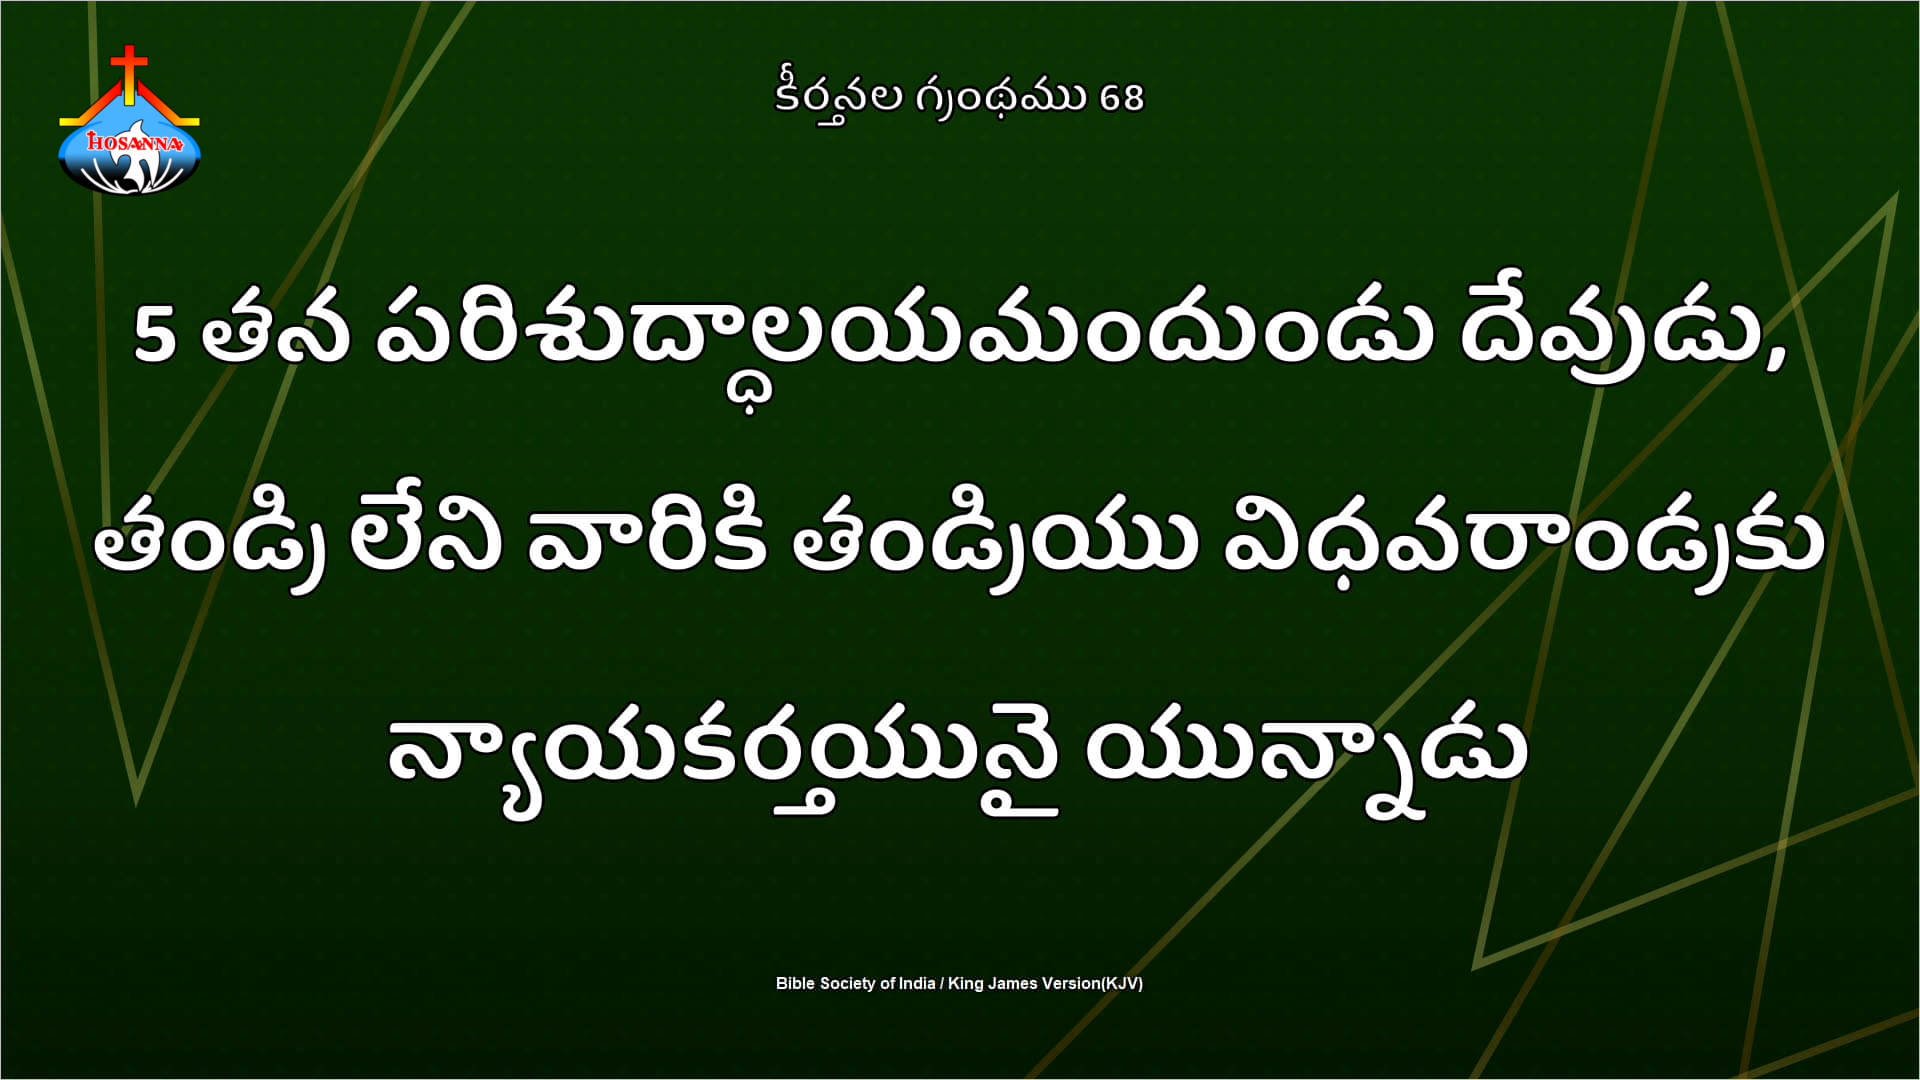 HOSANNA
కీర్తనల గ్రంథము 68
5 తన పరిశుద్ధాలయమందుండు దేవుడు,
తండ్రి లేని వారికి తండ్రియు విధవరాండ్రకు
న్యాయకర్తయునై యున్నాడు
Bible Society of India / King James Version(KJV)